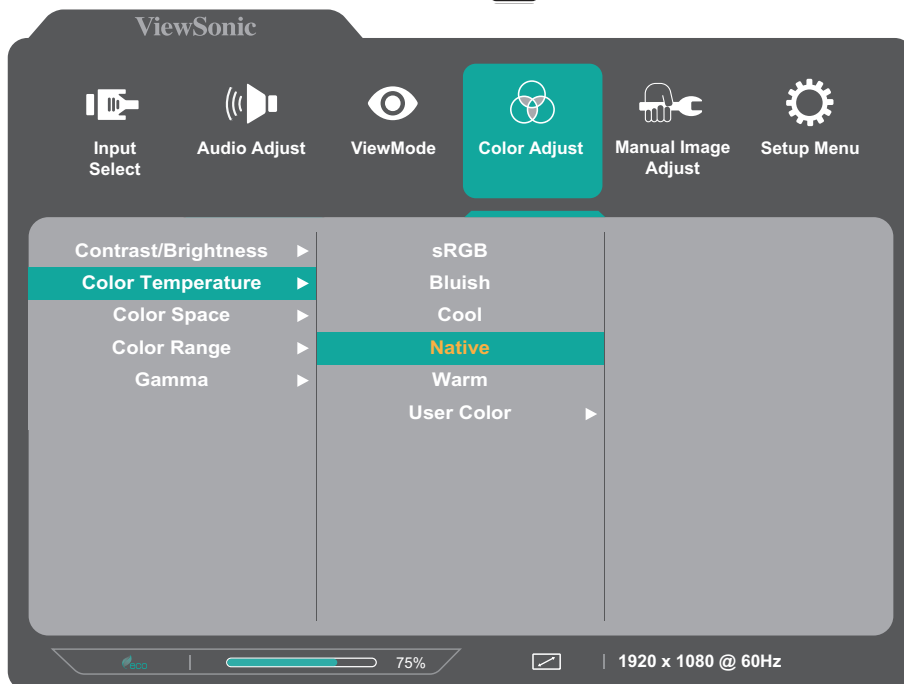 ViewSonic
Input Select
Audio Adjust
ViewMode
Color Adjust
Manual Image Adjust
Setup Menu
Contrast/Brightness
Color Temperature
Color Space
Color Range
Gamma
sRGB
Bluish
Cool
Native
Warm
User Color
eco
75%
1920 x 1080 @ 60Hz